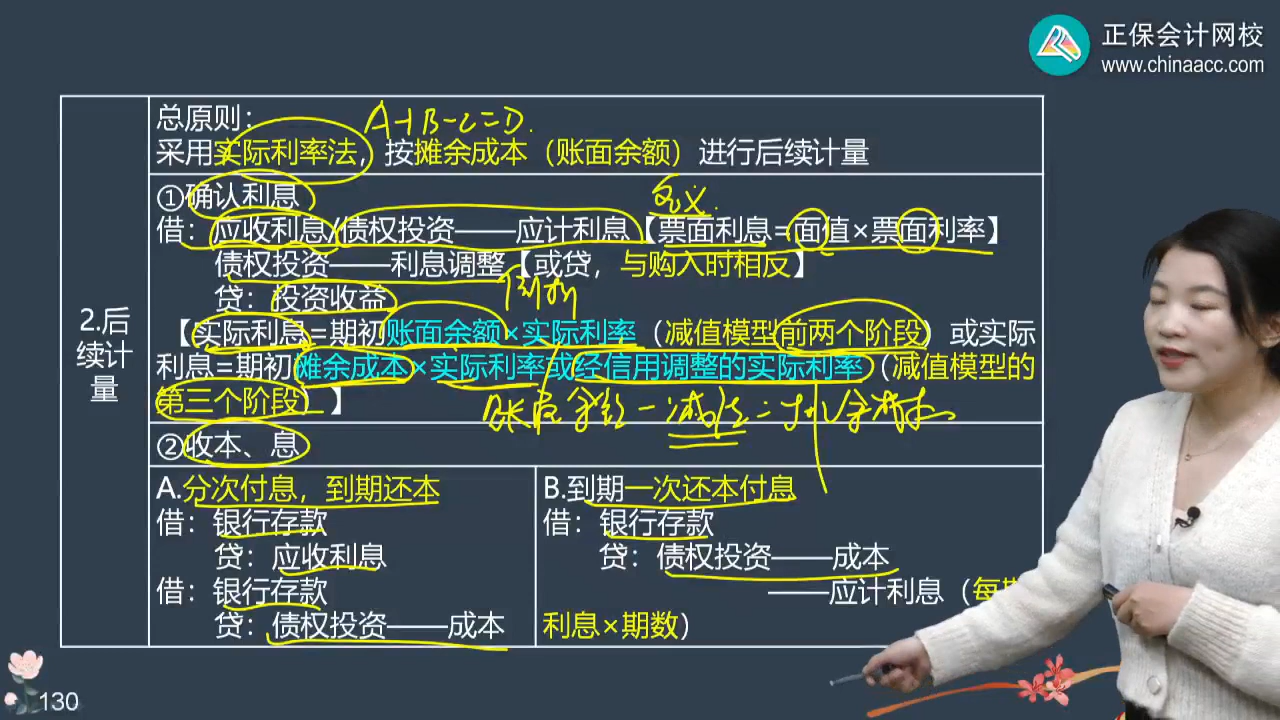 正保会计网校
www.chinaacc.com
总原则：
A+B-C=D.
采用实际利率法，按摊余成本（账面余额）进行后续计量
2.后续计量
①确认利息
名义
借：应收利息/债权投资——应计利息【票面利息=面值×票面利率】
债权投资——利息调整【或贷，与购入时相反】
贷：投资收益
倒挤
【实际利息=期初账面余额×实际利率（减值模型前两个阶段）或实际
利息=期初摊余成本×实际利率或经信用调整的实际利率（减值模型的
第三个阶段）】
账面余额-减值=摊余成本
②收本、息
A.分次付息，到期还本
借：银行存款
贷：应收利息
借：银行存款
贷：债权投资——成本
B.到期一次还本付息
借：银行存款
贷：债权投资——成本
——应计利息（每期
利息×期数）
130